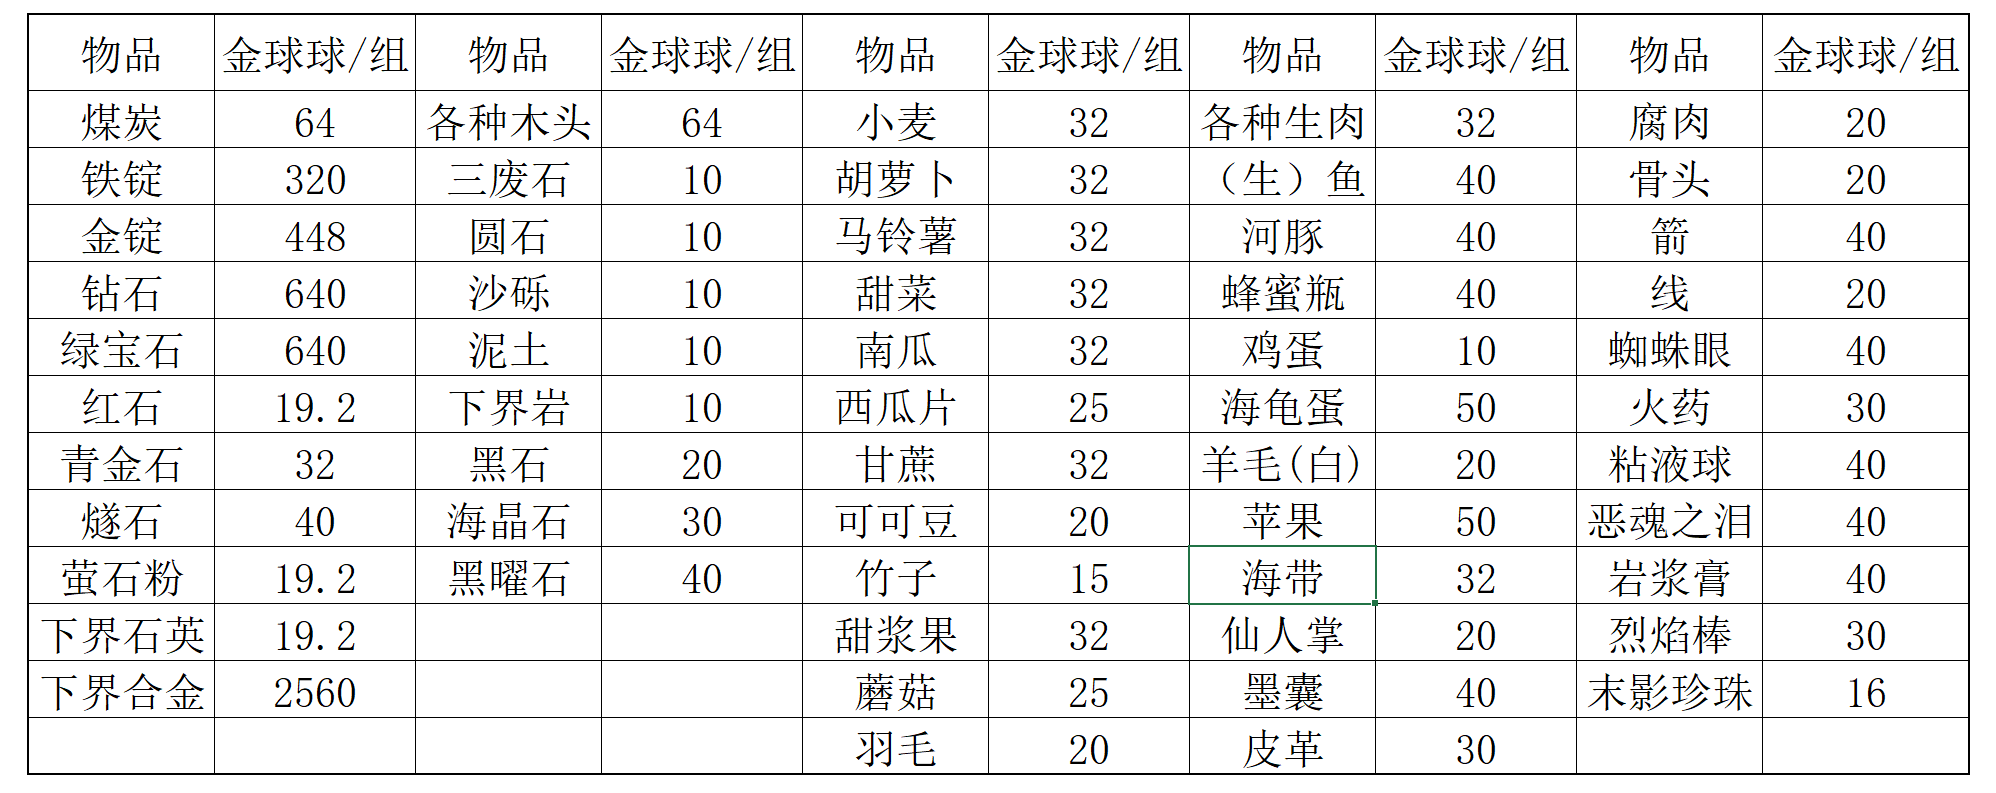 物品 金球球/组 物品 金球球/组 物品 金球球/组 物品 金球球/组 物品 金球球/组
煤炭 64 各种木头 64 小麦 32 各种生肉 32 腐肉 20
铁锭 320 三废石 10 胡萝卜 32 （生）鱼 40 骨头 20
金锭 448 圆石 10 马铃薯 32 河豚 40 箭 40
钻石 640 沙砾 10 甜菜 32 蜂蜜瓶 40 线 20
绿宝石 640 泥土 10 南瓜 32 鸡蛋 10 蜘蛛眼 40
红石 19.2 下界岩 10 西瓜片 25 海龟蛋 50 火药 30
青金石 32 黑石 20 甘蔗 32 羊毛(白) 20 粘液球 40
燧石 40 海晶石 30 可可豆 20 苹果 50 恶魂之泪 40
萤石粉 19.2 黑曜石 40 竹子 15 海带 32 岩浆膏 40
下界石英 19.2 甜浆果 32 仙人掌 20 烈焰棒 30
下界合金 2560 蘑菇 25 墨囊 40 末影珍珠 16
羽毛 20 皮革 30